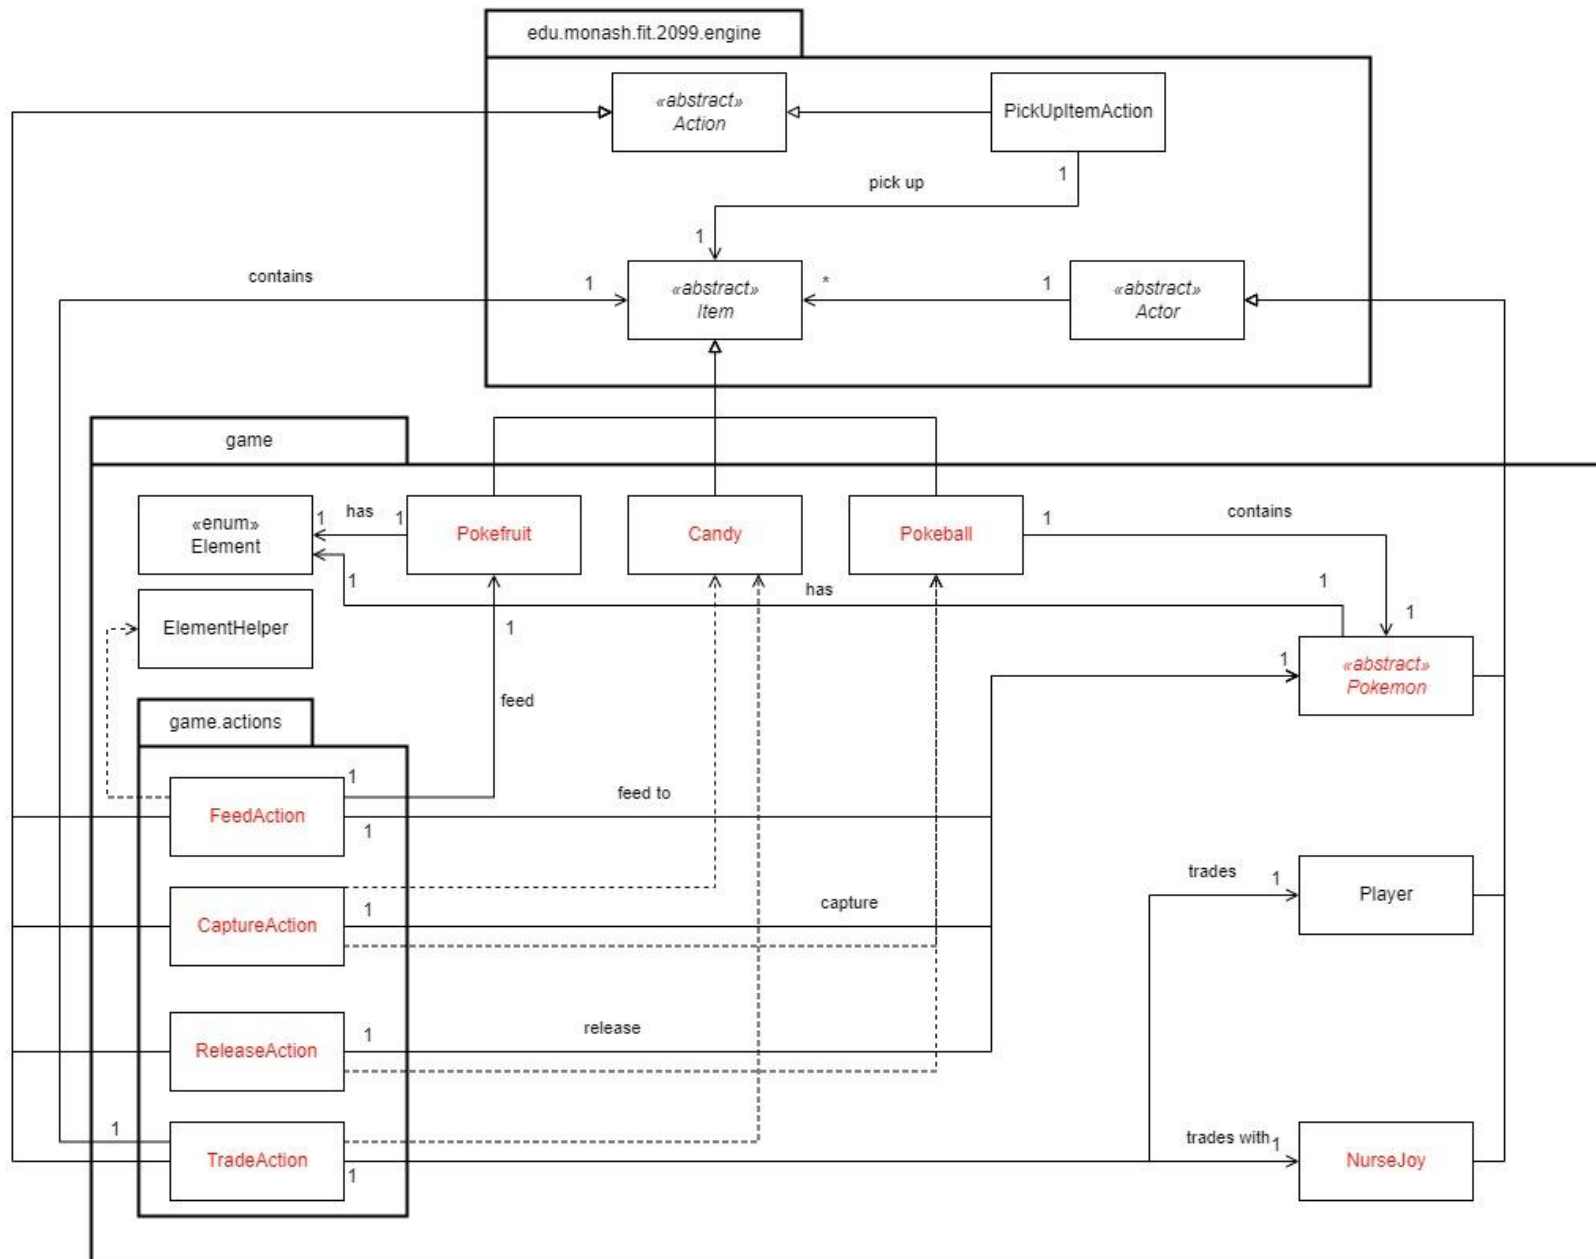 edu.monash.fit.2099.engine
«abstract»
Action
PickUpItemAction
1
pick up
1
contains
1
«abstract»
Item
*
1
«abstract»
Actor
game
«enum»
Element
1
has
1
Pokefruit
Candy
Pokeball
1
contains
1
has
1
1
ElementHelper
1
feed
1
«abstract»
Pokemon
game.actions
1
FeedAction
1
feed to
CaptureAction
1
capture
trades
1
Player
ReleaseAction
1
release
1
TradeAction
1
trades with
1
NurseJoy